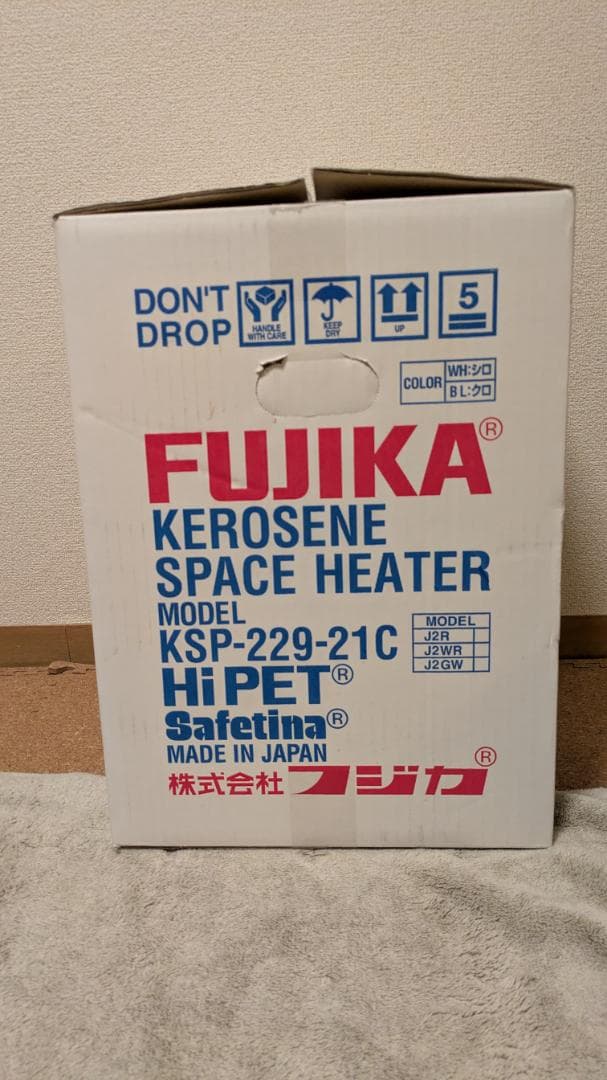 DON'T DROP
HANDLE WITH CARE
KEEP DRY
UP
5
COLOR
WH:シロ
BL:クロ
FUJIKA®
KEROSENE
SPACE HEATER
MODEL
KSP-229-21C
MODEL
J2R
J2WR
J2GW
HiPET®
Safetina®
MADE IN JAPAN
株式会社フジカ®